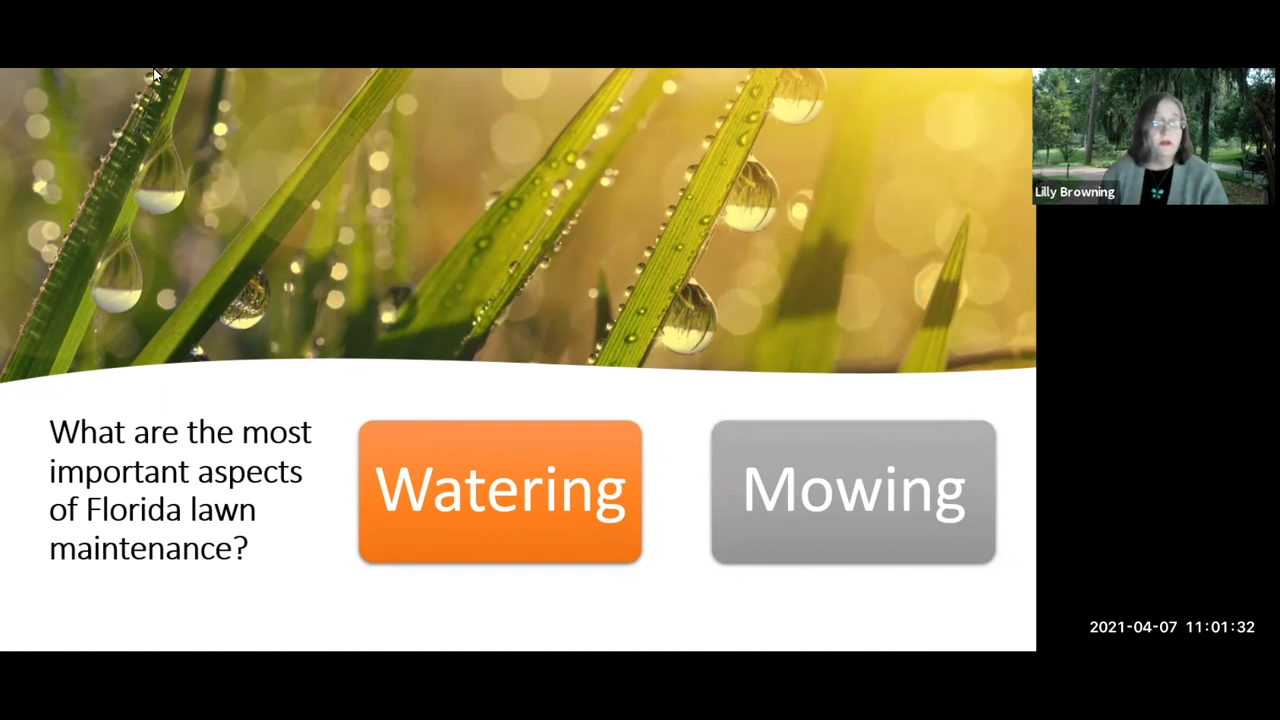 Lilly Browning
What are the most
important aspects
of Florida lawn
maintenance?
Watering
Mowing
2021-04-07 11:01:32